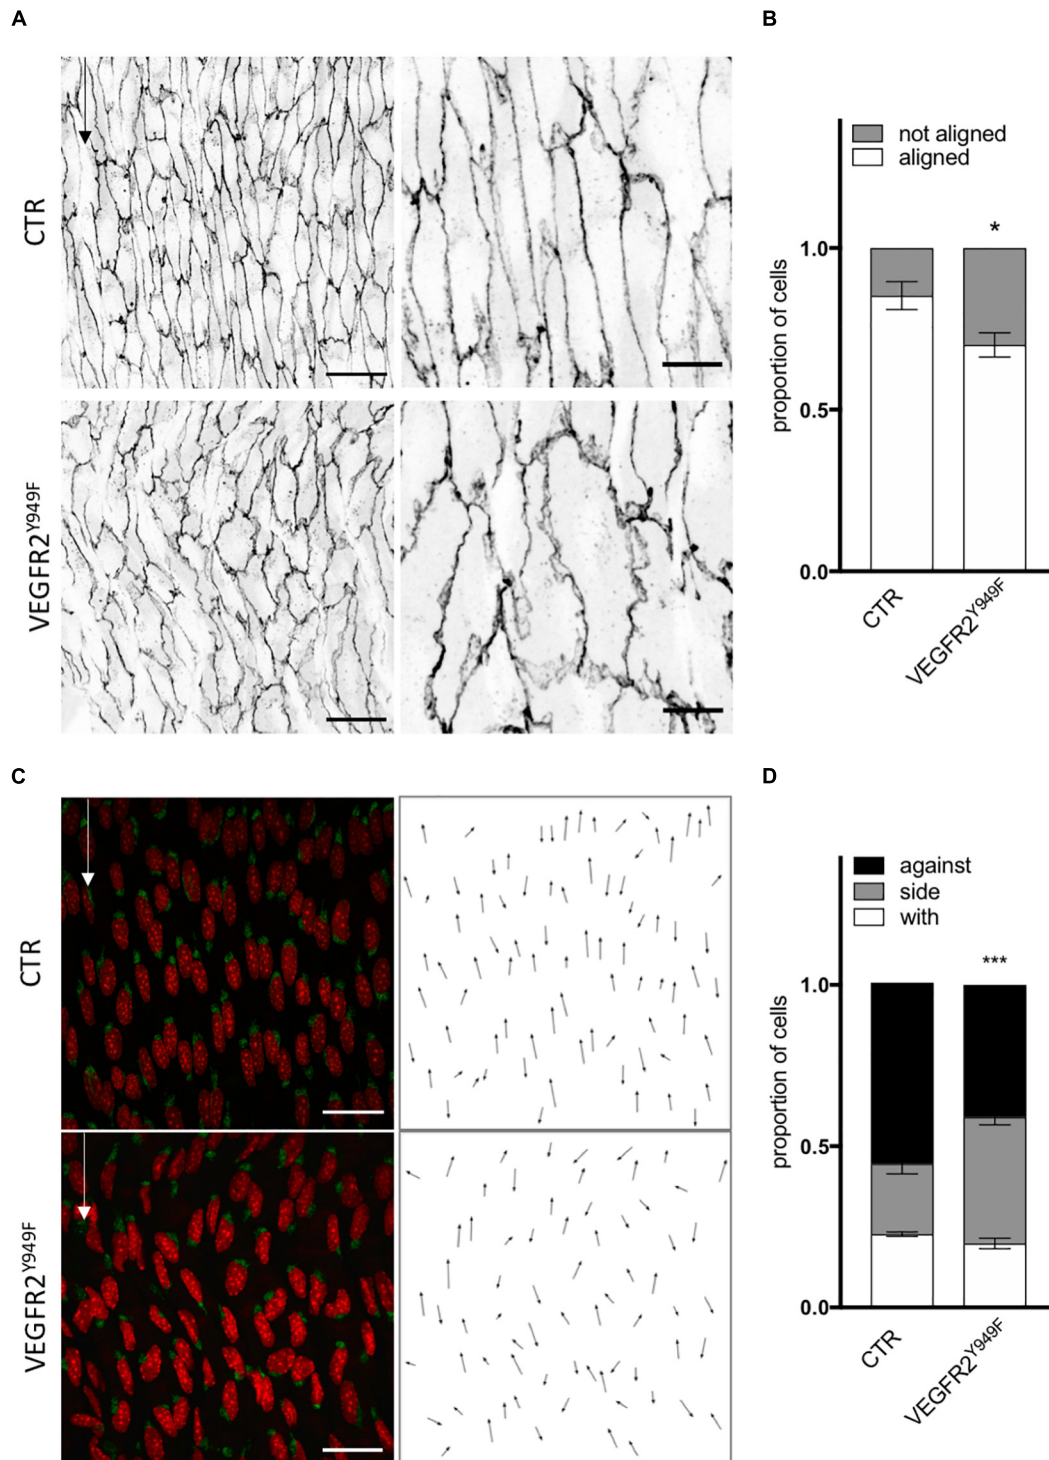 A
CTR
VEGFR2Y949F
B
not aligned
aligned
*
1.0
0.5
0.0
proportion of cells
CTR
VEGFR2Y949F
C
CTR
VEGFR2Y949F
D
against
side
with
***
1.0
0.5
0.0
proportion of cells
CTR
VEGFR2Y949F